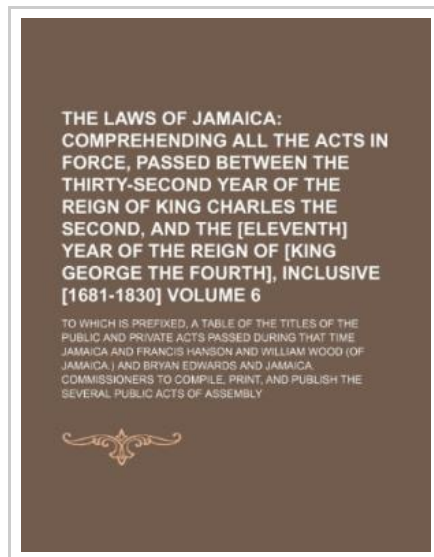 THE LAWS OF JAMAICA:
COMPREHENDING ALL THE ACTS IN
FORCE, PASSED BETWEEN THE
THIRTY-SECOND YEAR OF THE
REIGN OF KING CHARLES THE
SECOND, AND THE [ELEVENTH]
YEAR OF THE REIGN OF [KING
GEORGE THE FOURTH], INCLUSIVE
[1681-1830] VOLUME 6
TO WHICH IS PREFIXED, A TABLE OF THE TITLES OF THE
PUBLIC AND PRIVATE ACTS PASSED DURING THAT TIME
JAMAICA AND FRANCIS HANSON AND WILLIAM WOOD (OF
JAMAICA.) AND BRYAN EDWARDS AND JAMAICA.
COMMISSIONERS TO COMPILE, PRINT, AND PUBLISH THE
SEVERAL PUBLIC ACTS OF ASSEMBLY